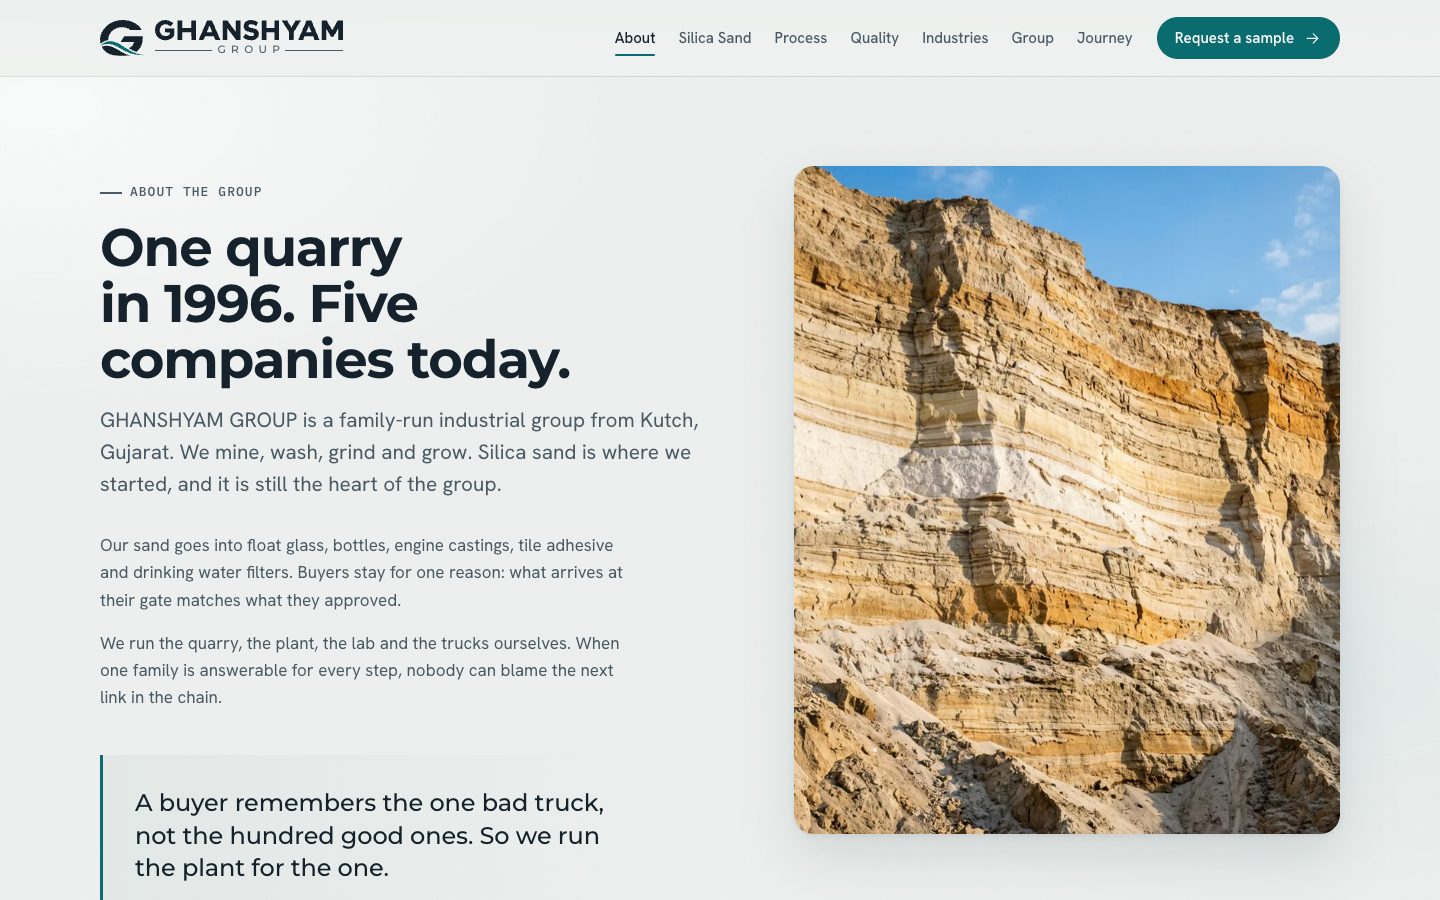 GHANSHYAM
GROUP
About
Silica Sand
Process
Quality
Industries
Group
Journey
Request a sample →
ABOUT THE GROUP
One quarry
in 1996. Five
companies today.
GHANSHYAM GROUP is a family-run industrial group from Kutch,
Gujarat. We mine, wash, grind and grow. Silica sand is where we
started, and it is still the heart of the group.
Our sand goes into float glass, bottles, engine castings, tile adhesive
and drinking water filters. Buyers stay for one reason: what arrives at
their gate matches what they approved.
We run the quarry, the plant, the lab and the trucks ourselves. When
one family is answerable for every step, nobody can blame the next
link in the chain.
A buyer remembers the one bad truck,
not the hundred good ones. So we run
the plant for the one.